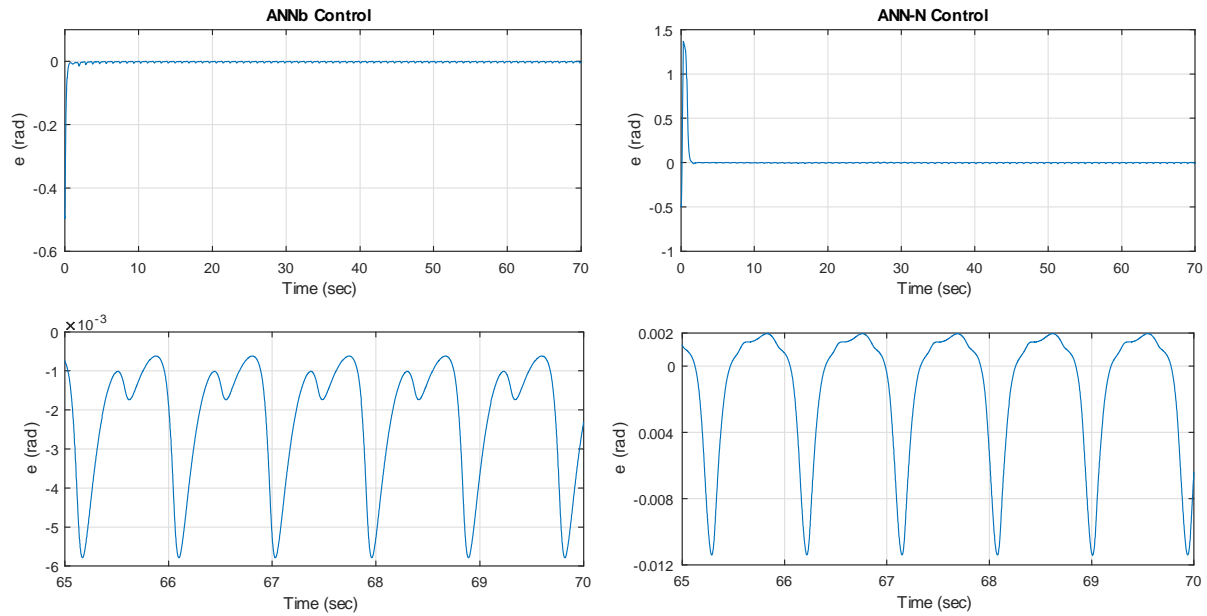 ANNb Control
0
-0.2
-0.4
-0.6
e (rad)
0 10 20 30 40 50 60 70
Time (sec)
ANN-N Control
1.5
1
0.5
0
-0.5
-1
e (rad)
0 10 20 30 40 50 60 70
Time (sec)
×10⁻³
0
-1
-2
-3
-4
-5
-6
e (rad)
65 66 67 68 69 70
Time (sec)
0.002
0
0.004
-0.008
-0.012
e (rad)
65 66 67 68 69 70
Time (sec)